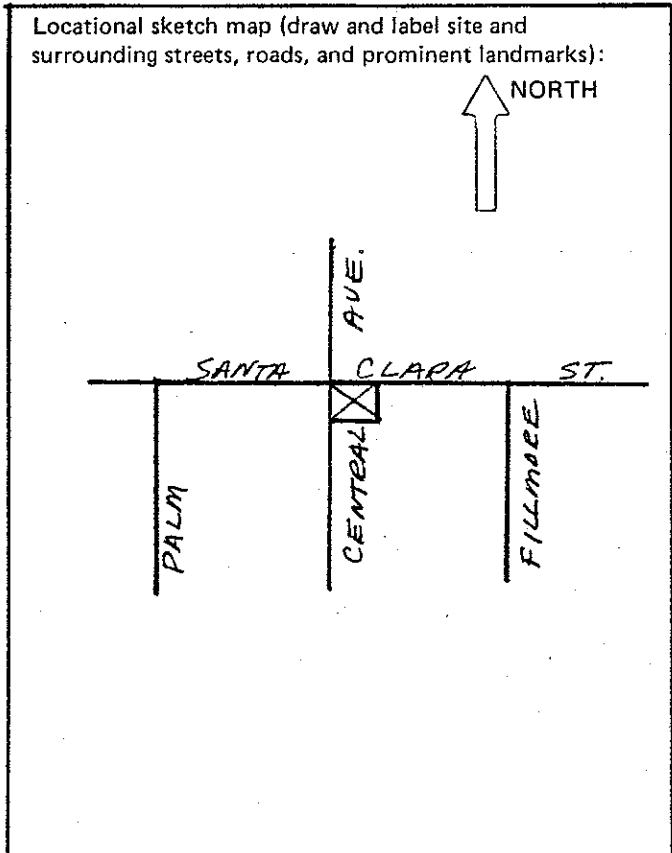 Locational sketch map (draw and label site and
surrounding streets, roads, and prominent landmarks):
NORTH
AVE.
SANTA CLARA ST.
CENTRAL
PALM
FILLMORE